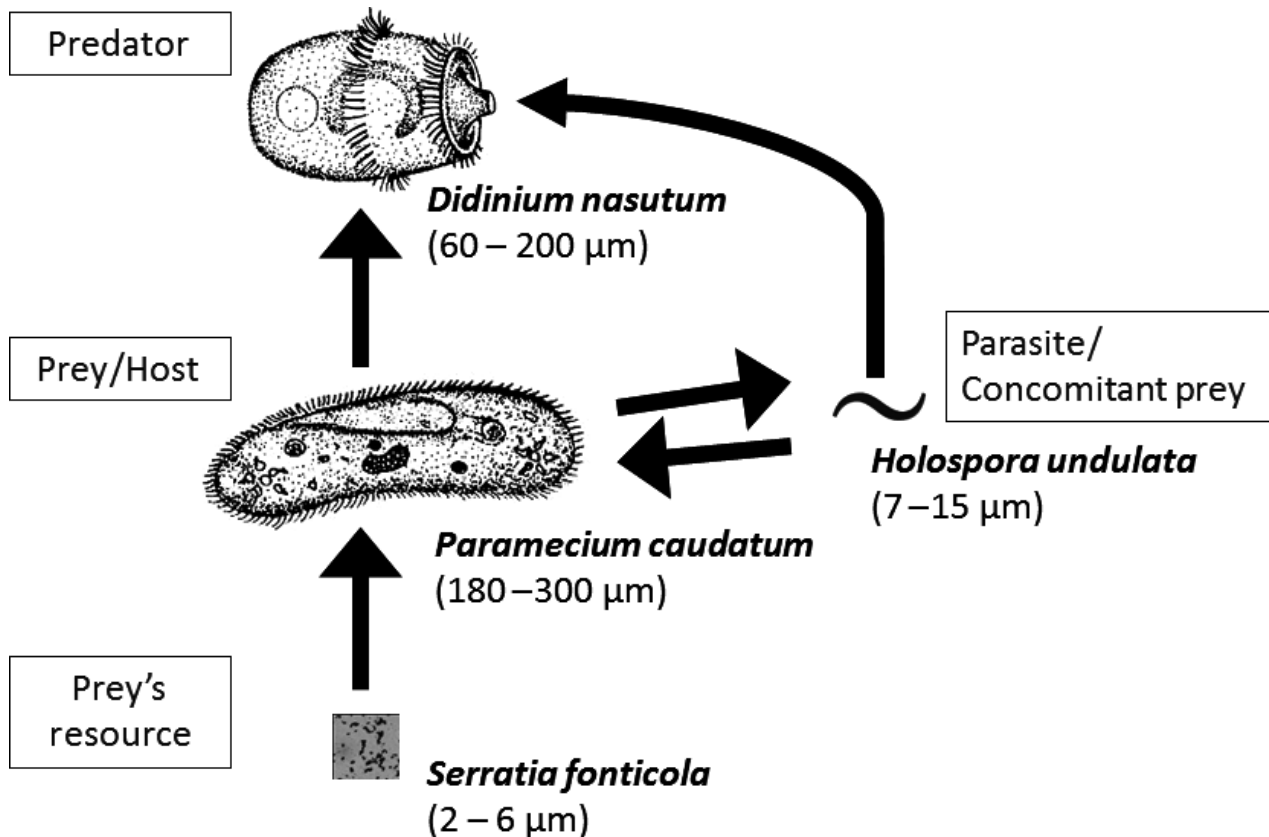 Predator
Didinium nasutum
(60 – 200 µm)
Prey/Host
Parasite/
Concomitant prey
Holospora undulata
(7 –15 µm)
Paramecium caudatum
(180 –300 µm)
Prey's
resource
Serratia fonticola
(2 – 6 µm)